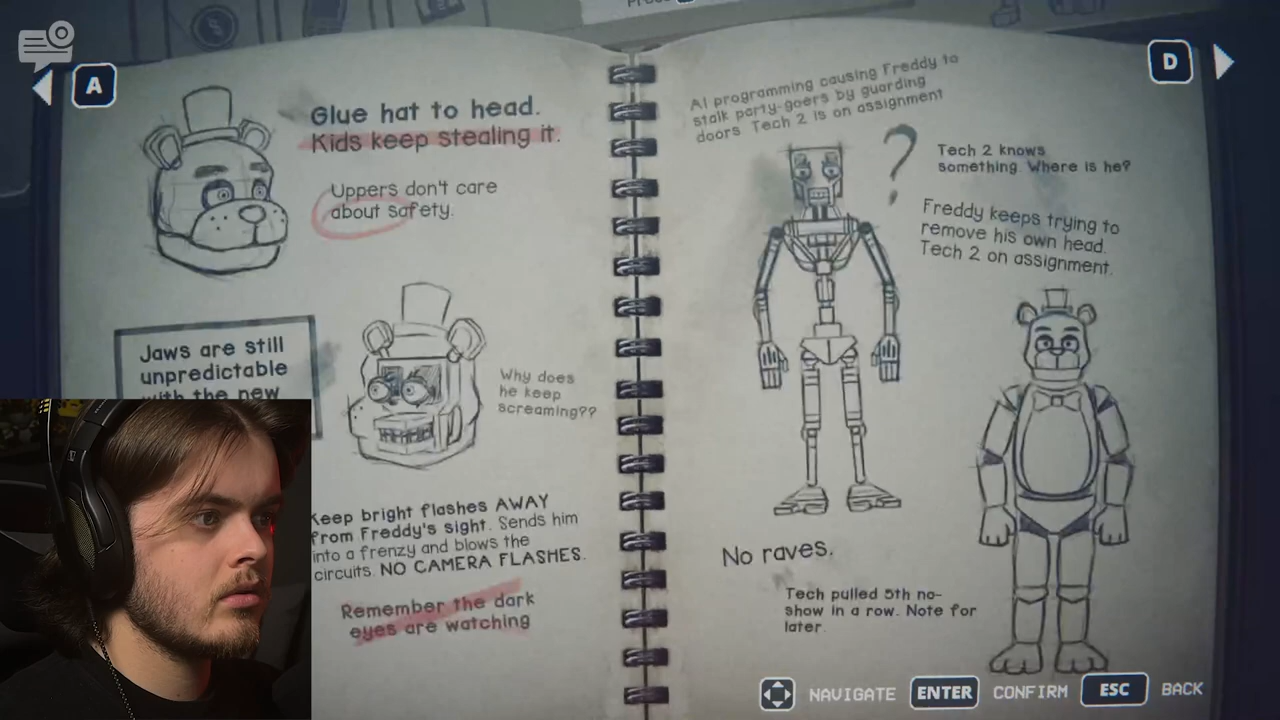 A
D
Glue hat to head.
Kids keep stealing it.
Uppers don't care
about safety.
Jaws are still
unpredictable
with the new
Why does
he keep
screaming??
Keep bright flashes AWAY
from Freddy's sight. Sends him
into a frenzy and blows the
circuits. NO CAMERA FLASHES.
Remember the dark
eyes are watching
AI programming causing Freddy to
stalk party-goers by guarding
doors. Tech 2 is on assignment
?
Tech 2 knows
something. Where is he?
Freddy keeps trying to
remove his own head.
Tech 2 on assignment.
No raves.
Tech pulled 5th no-
show in a row. Note for
later.
NAVIGATE ENTER CONFIRM ESC BACK